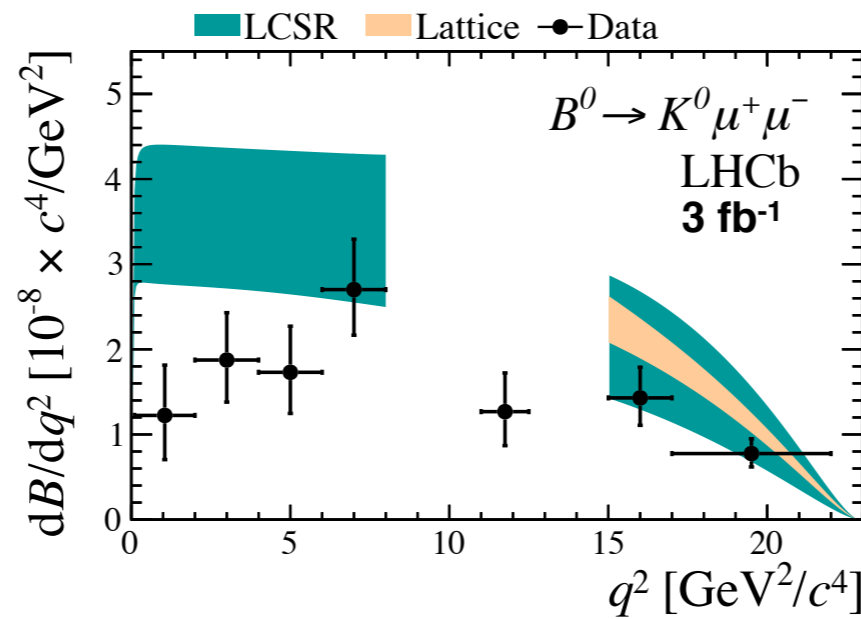 LCSR Lattice Data
B⁰ → K⁰μ⁺μ⁻
LHCb
3 fb⁻¹
dB/dq² [10⁻⁸ × c⁴/GeV²]
5
4
3
2
1
0
0 5 10 15 20
q² [GeV²/c⁴]